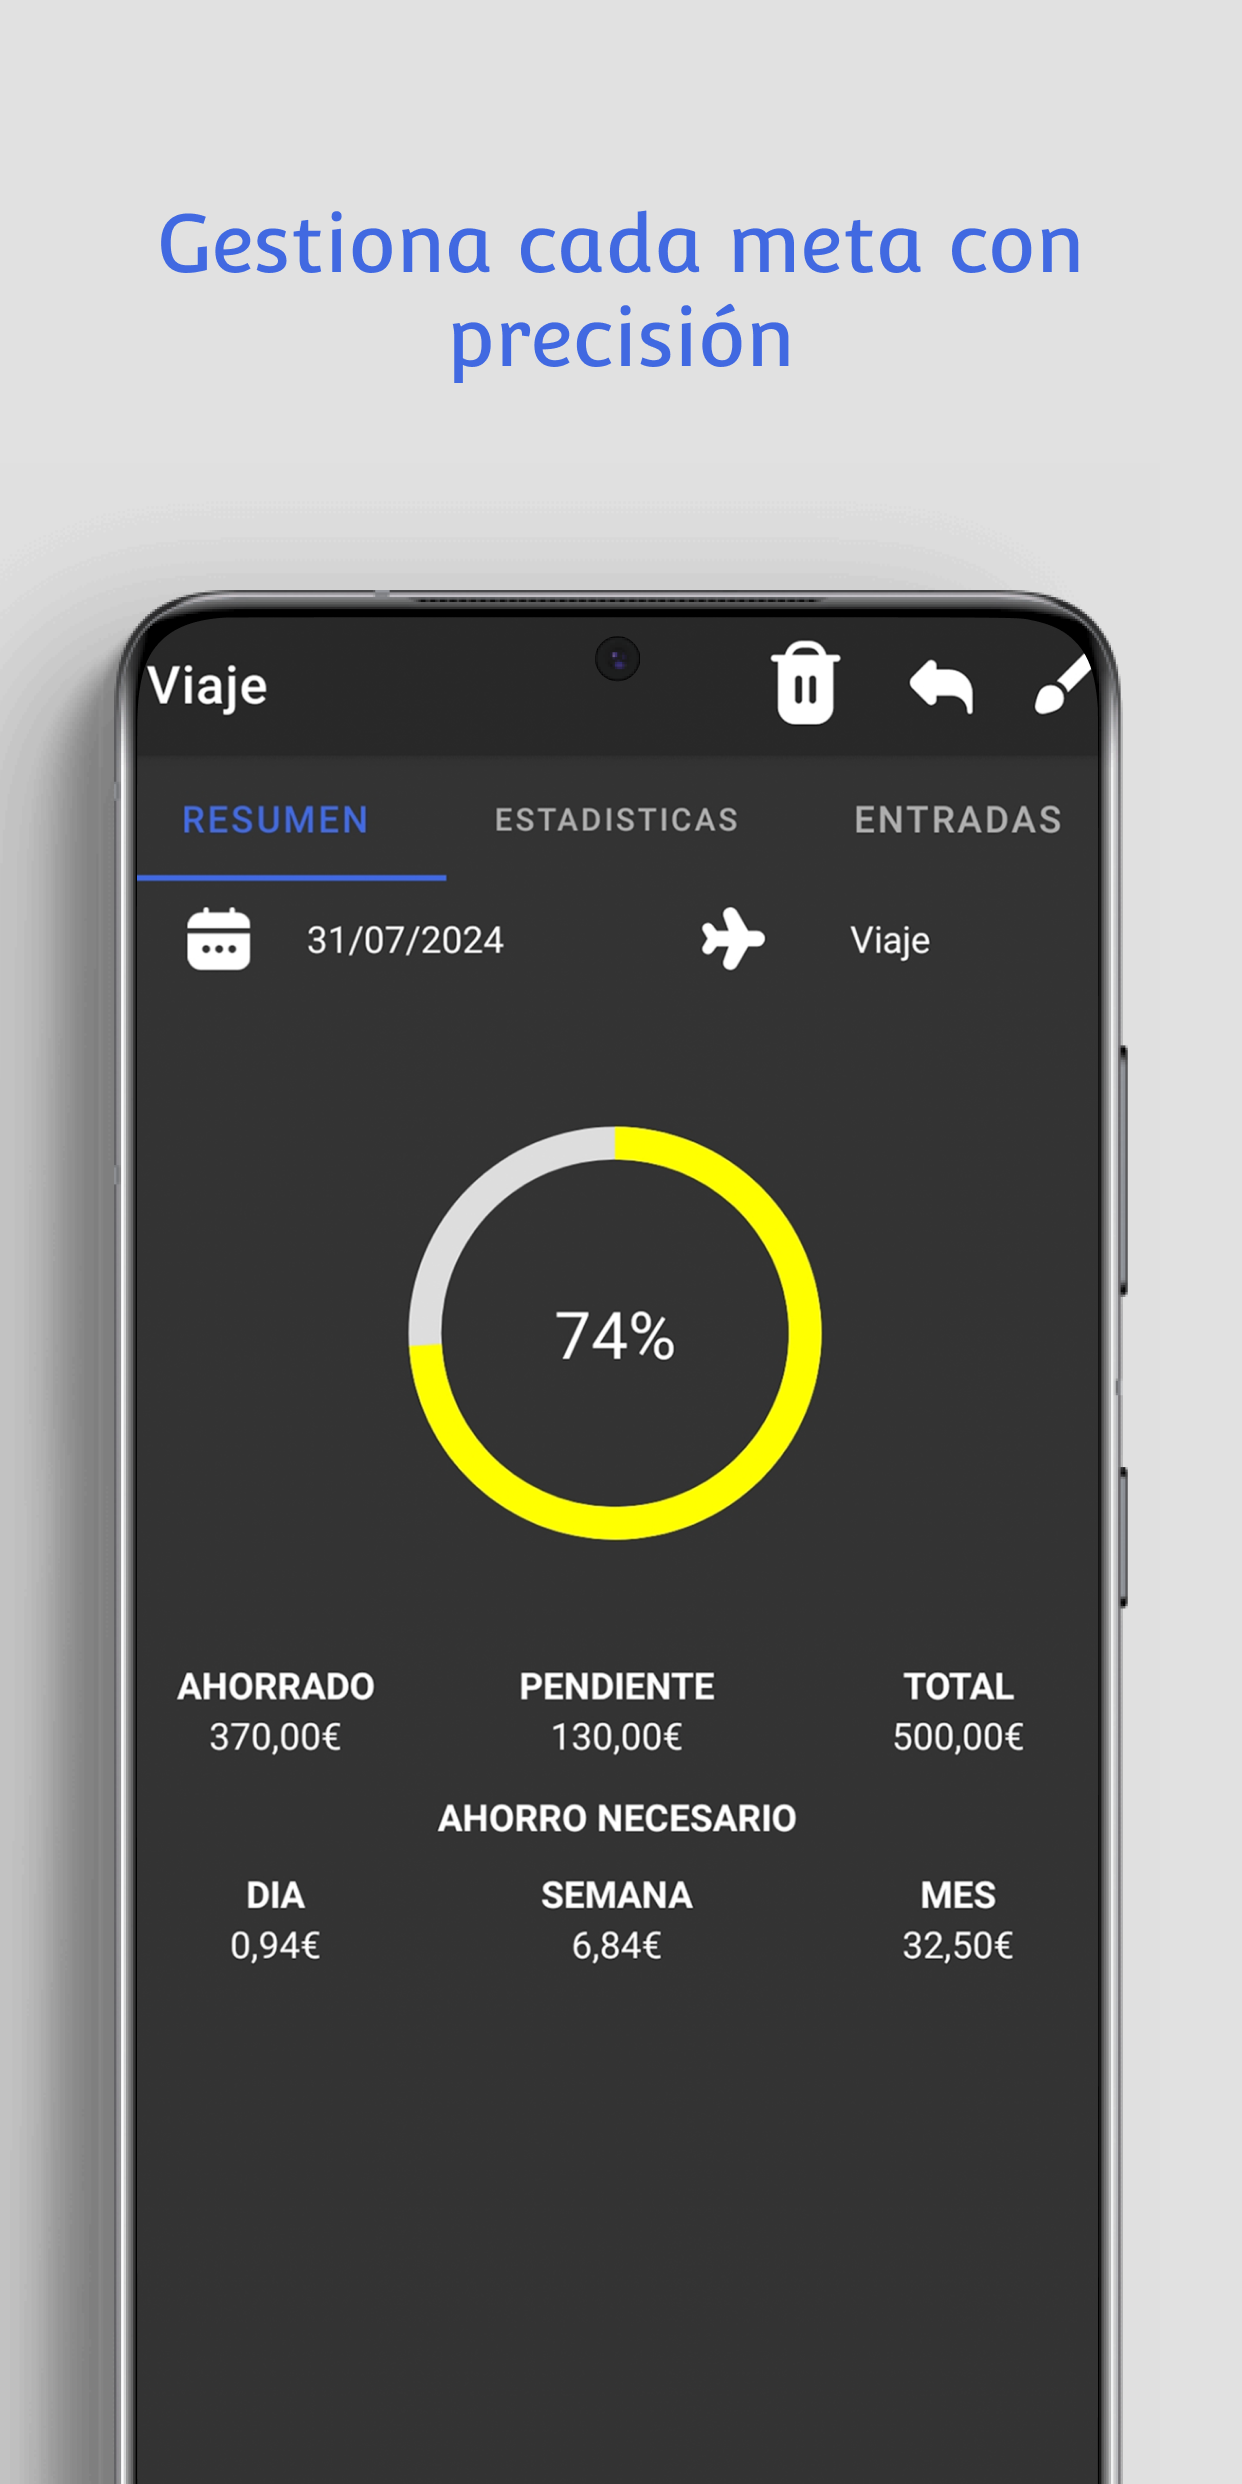 Gestiona cada meta con
precisión
Viaje
RESUMEN ESTADISTICAS ENTRADAS
31/07/2024 Viaje
74%
AHORRADO PENDIENTE TOTAL
370,00€ 130,00€ 500,00€
AHORRO NECESARIO
DIA SEMANA MES
0,94€ 6,84€ 32,50€